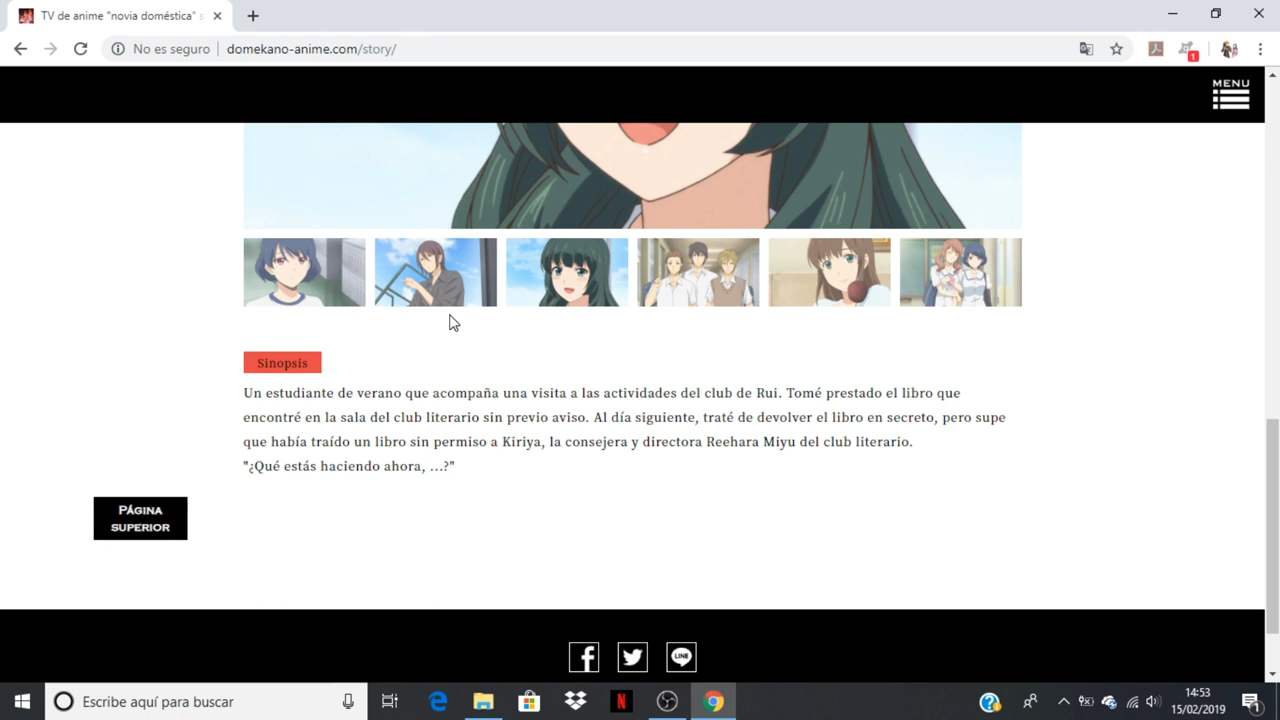 TV de anime "novia doméstica" s
No es seguro
domekano-anime.com/story/
1
MENU
Sinopsis
Un estudiante de verano que acompaña una visita a las actividades del club de Rui. Tomé prestado el libro que
encontré en la sala del club literario sin previo aviso. Al día siguiente, traté de devolver el libro en secreto, pero supe
que había traído un libro sin permiso a Kiriya, la consejera y directora Reehara Miyu del club literario.
"¿Qué estás haciendo ahora, ...?"
PÁGINA
SUPERIOR
LINE
Escribe aquí para buscar
14:53
15/02/2019
1